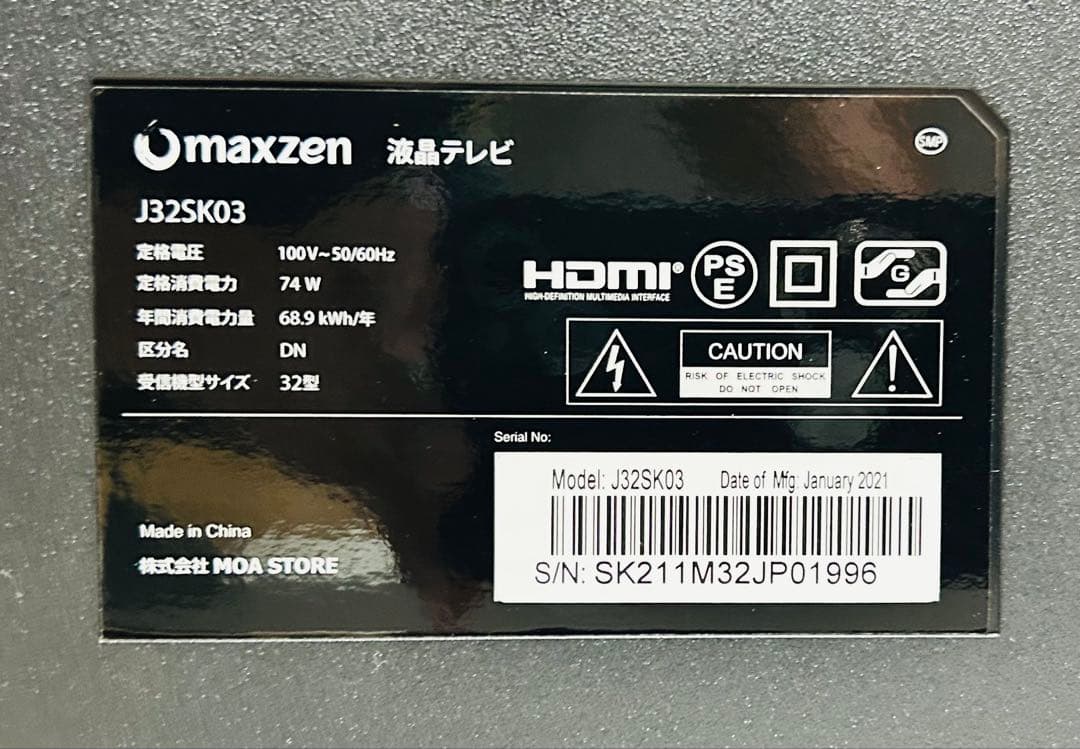 maxzen 液晶テレビ
SMP
J32SK03
定格電圧 100V~50/60Hz
定格消費電力 74 W
年間消費電力量 68.9 kWh/年
区分名 DN
受信機型サイズ 32型
HDMI®
HIGH-DEFINITION MULTIMEDIA INTERFACE
PS
E
G
CAUTION
RISK OF ELECTRIC SHOCK
DO NOT OPEN
Serial No:
Model: J32SK03 Date of Mfg: January 2021
S/N: SK211M32JP01996
Made in China
株式会社 MOA STORE